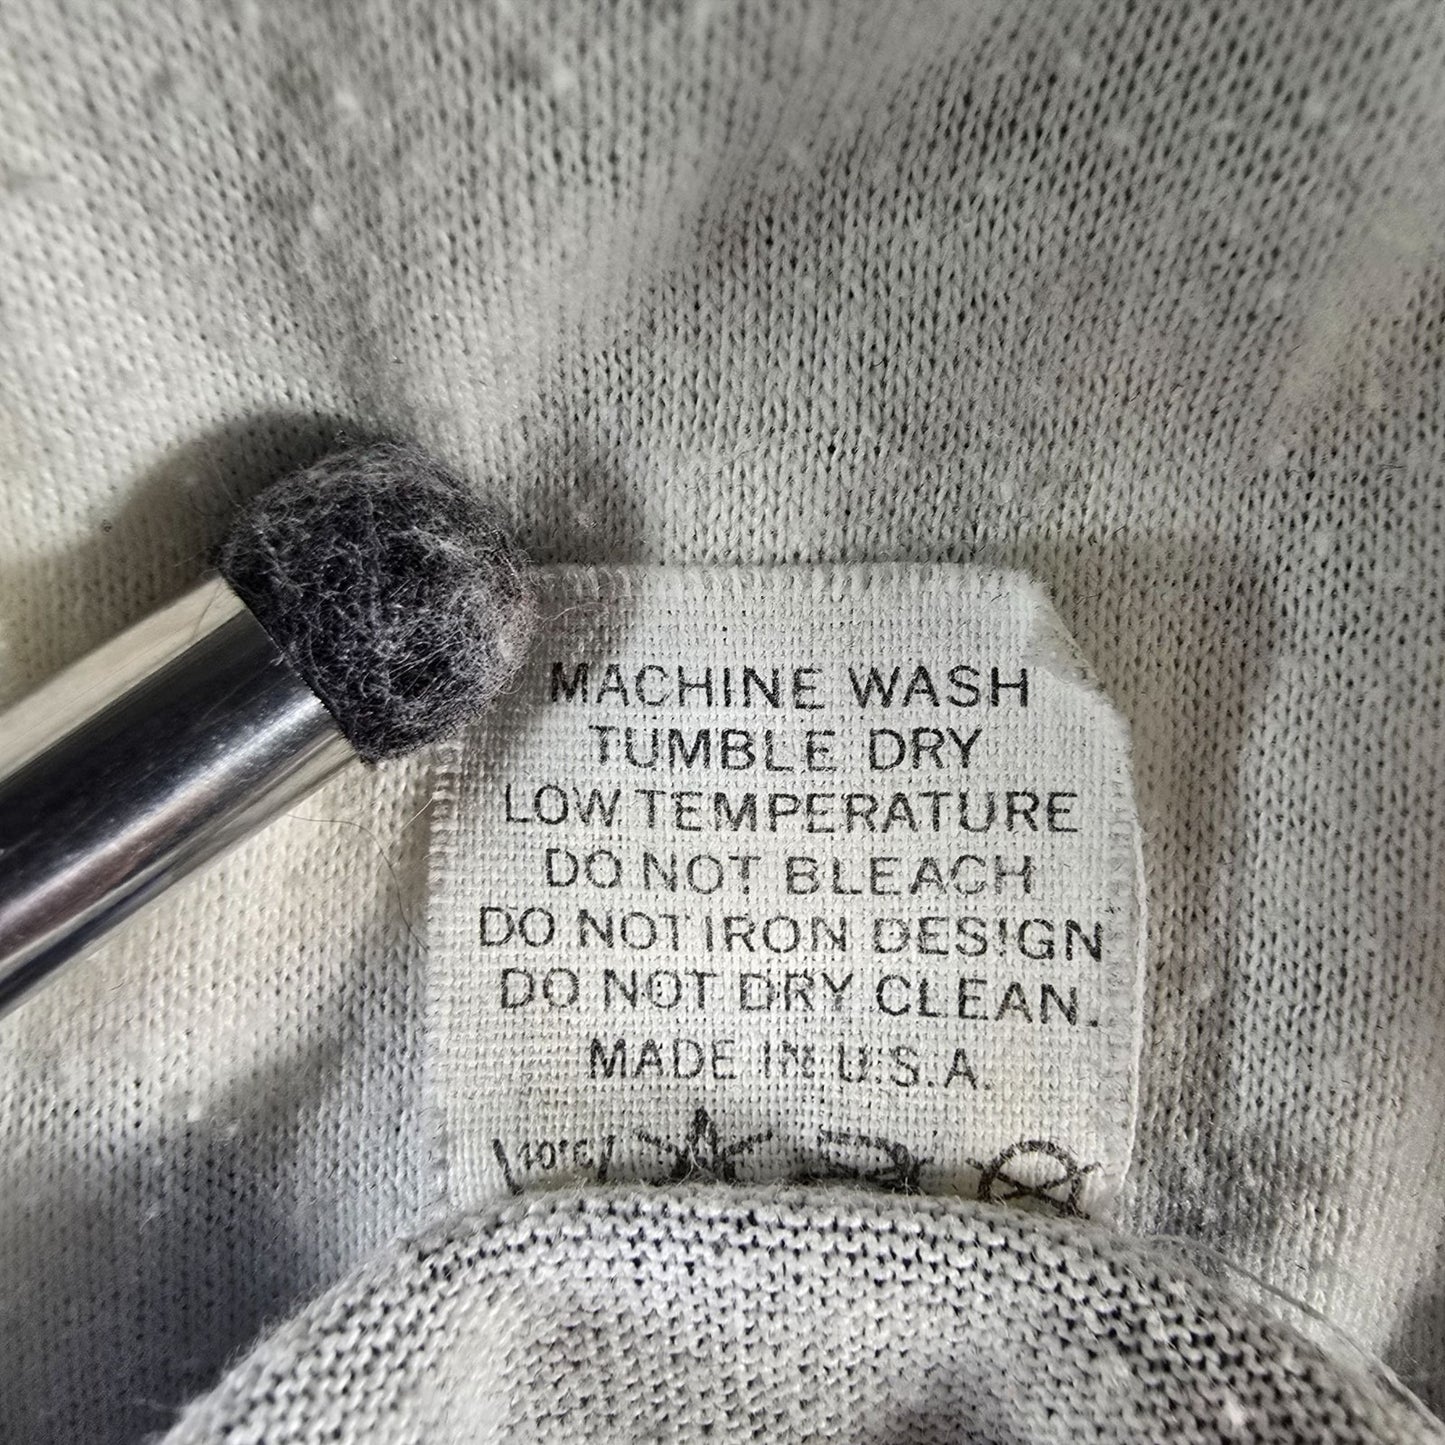 MACHINE WASH
TUMBLE DRY
LOW TEMPERATURE
DO NOT BLEACH
DO NOT IRON DESIGN
DO NOT DRY CLEAN.
MADE IN U.S.A.